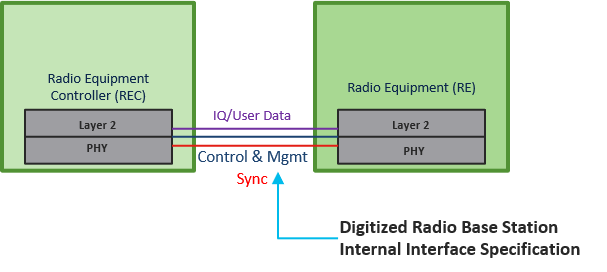 Radio Equipment
Controller (REC)
Radio Equipment (RE)
IQ/User Data
Layer 2
Layer 2
PHY
PHY
Control & Mgmt
Sync
Digitized Radio Base Station
Internal Interface Specification